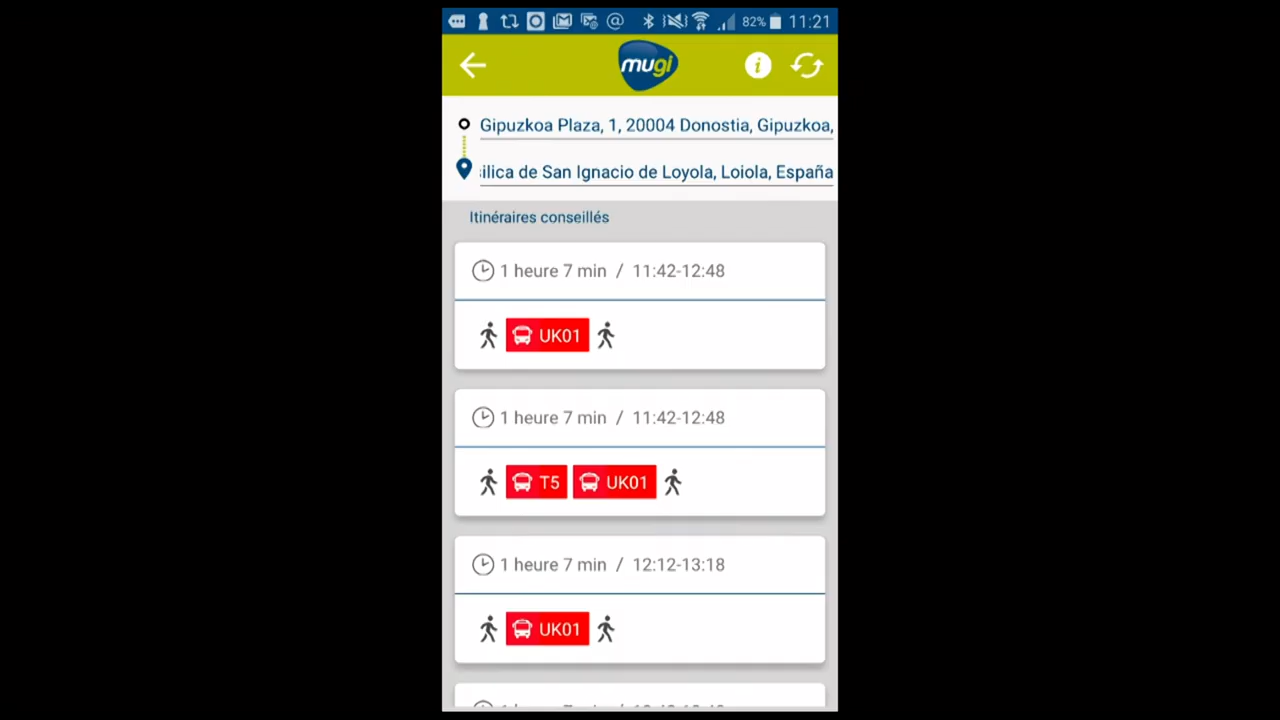 82% 11:21
mugi
Gipuzkoa Plaza, 1, 20004 Donostia, Gipuzkoa,
silica de San Ignacio de Loyola, Loiola, España
Itinéraires conseillés
1 heure 7 min / 11:42-12:48
UK01
1 heure 7 min / 11:42-12:48
T5 UK01
1 heure 7 min / 12:12-13:18
UK01